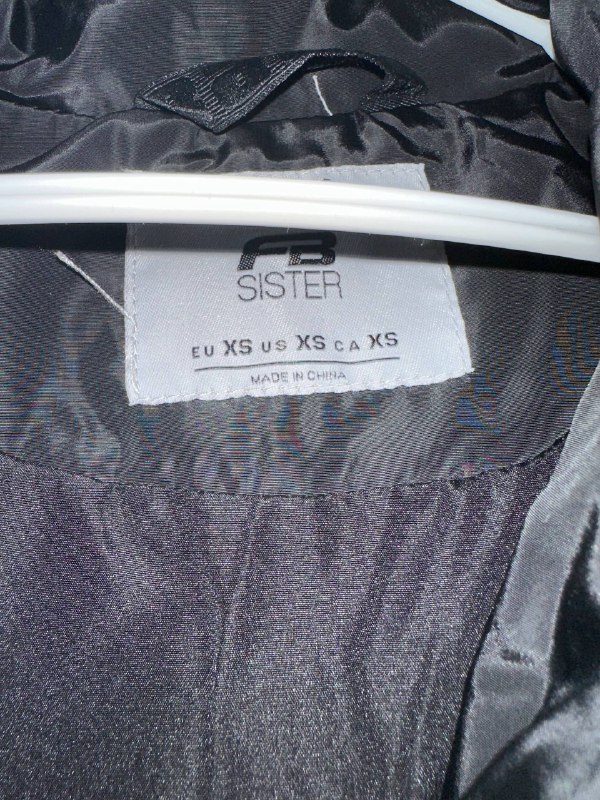 FB
SISTER
EU XS US XS CA XS
MADE IN CHINA